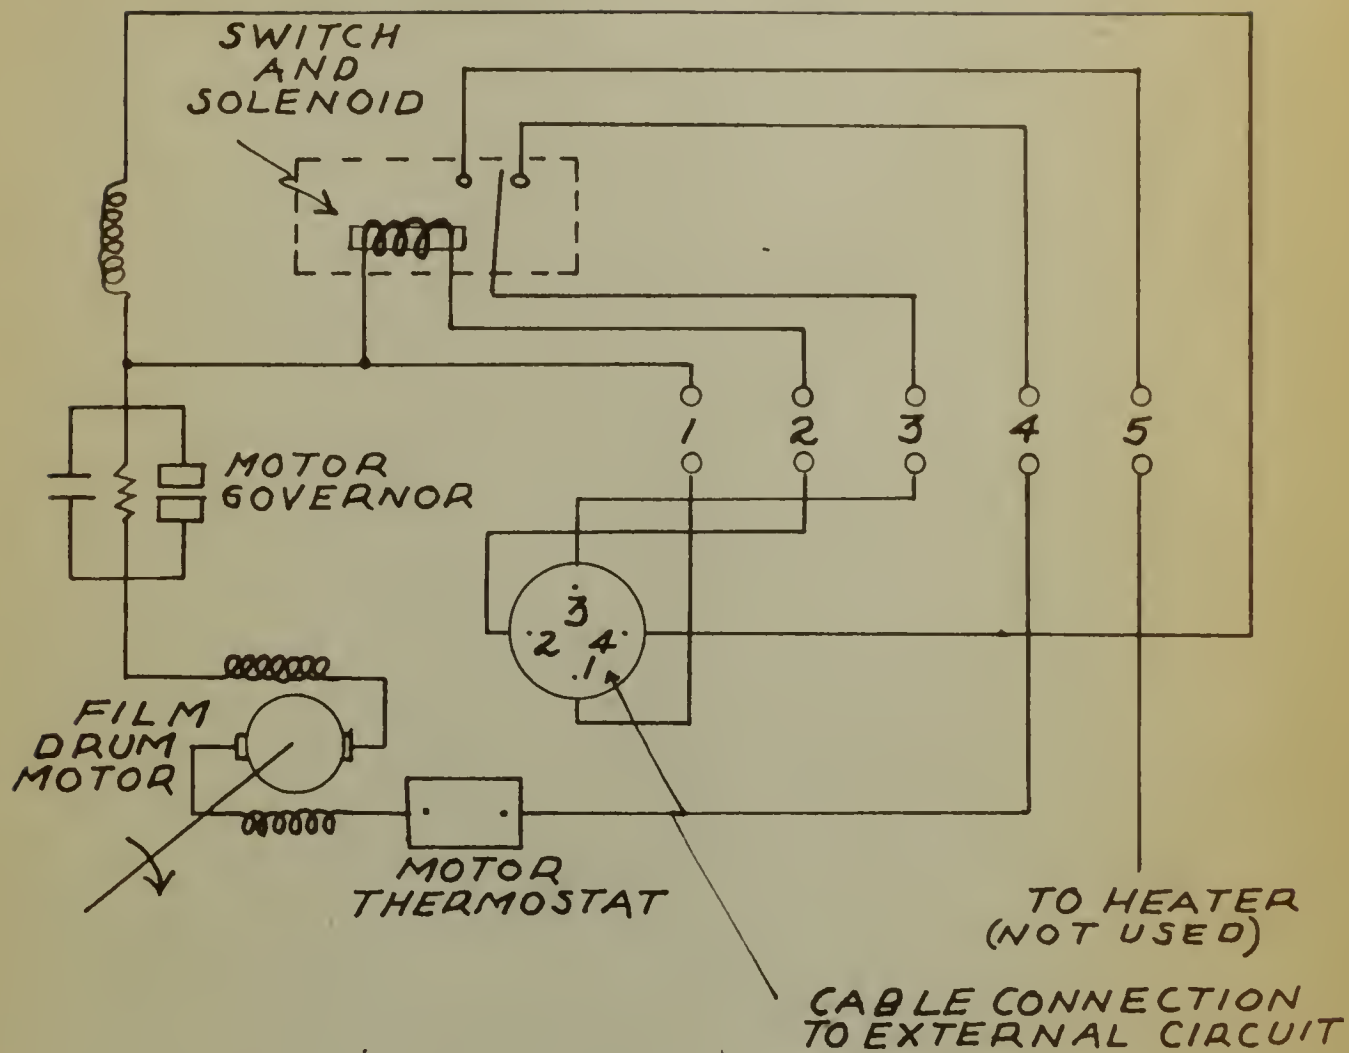 SWITCH
AND
SOLENOID
1 2 3 4 5
MOTOR
GOVERNOR
3
2 4
1
FILM
DRUM
MOTOR
MOTOR
THERMOSTAT
TO HEATER
(NOT USED)
CABLE CONNECTION
TO EXTERNAL CIRCUIT